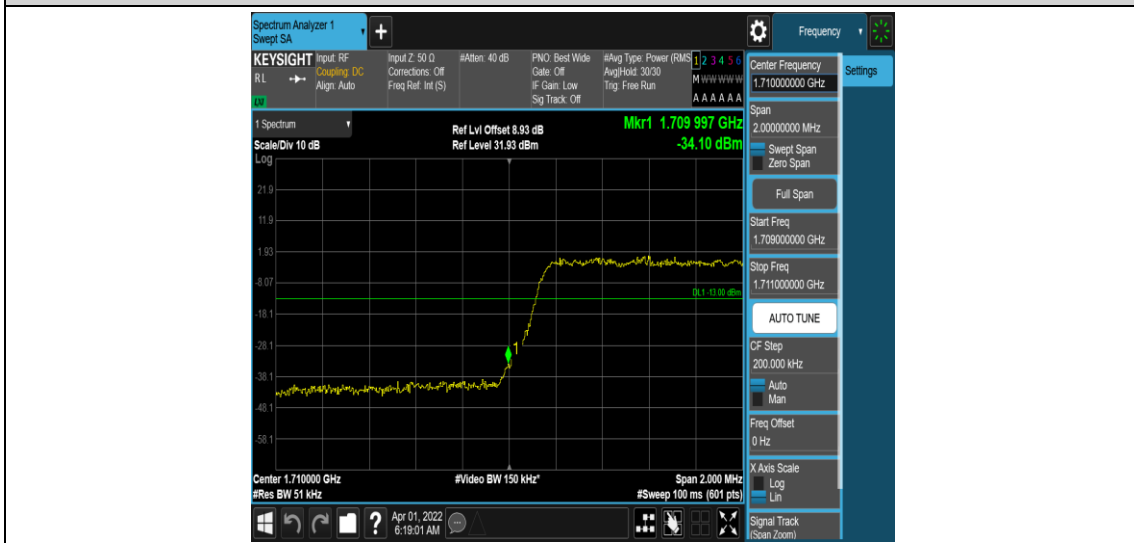 Spectrum Analyzer 1
Swept SA
+
Frequency
KEYSIGHT
RL
LXI
Input: RF
Coupling: DC
Align: Auto
Input Z: 50 Ω
Corrections: Off
Freq Ref: Int (S)
#Atten: 40 dB
PNO: Best Wide
Gate: Off
IF Gain: Low
Sig Track: Off
#Avg Type: Power (RMS
Avg|Hold: 30/30
Trig: Free Run
1 2 3 4 5 6
M W W W W W
A A A A A A
Center Frequency
1.710000000 GHz
Settings
Span
2.00000000 MHz
Swept Span
Zero Span
Full Span
Start Freq
1.709000000 GHz
Stop Freq
1.711000000 GHz
AUTO TUNE
CF Step
200.000 kHz
Auto
Man
Freq Offset
0 Hz
X Axis Scale
Log
Lin
Signal Track
(Span Zoom)
1 Spectrum
Scale/Div 10 dB
Ref Lvl Offset 8.93 dB
Ref Level 31.93 dBm
Mkr1 1.709 997 GHz
-34.10 dBm
Log
21.9
11.9
1.93
-8.07
-18.1
-28.1
-38.1
-48.1
-58.1
DL1 -13.00 dBm
1
Center 1.710000 GHz
#Res BW 51 kHz
#Video BW 150 kHz*
Span 2.000 MHz
#Sweep 100 ms (601 pts)
?
Apr 01, 2022
6:19:01 AM